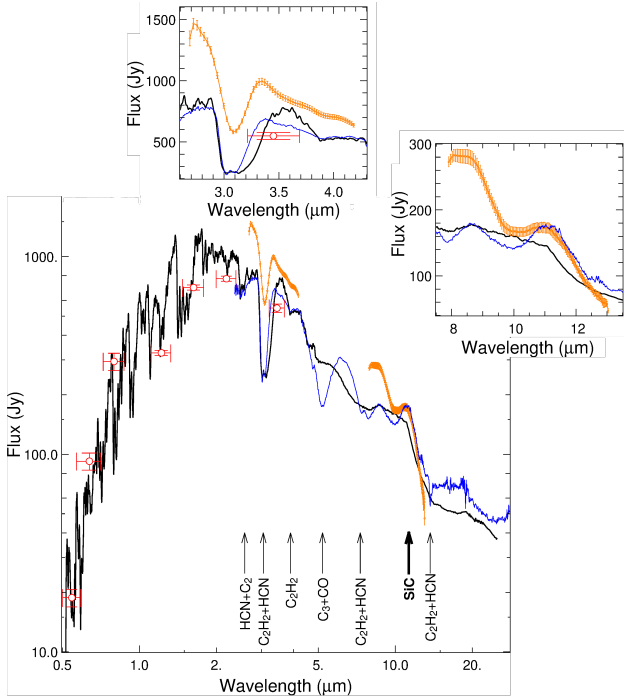 1500
1000
500
Flux (Jy)
3.0 3.5 4.0
Wavelength (μm)
300
200
100
Flux (Jy)
8 10 12
Wavelength (μm)
1000.
100.0
10.0
Flux (Jy)
HCN+C₂
C₂H₂+HCN
C₂H₂
C₃+CO
C₂H₂+HCN
SiC
C₂H₂+HCN
0.5 1.0 2. 5. 10.0 20.
Wavelength (μm)